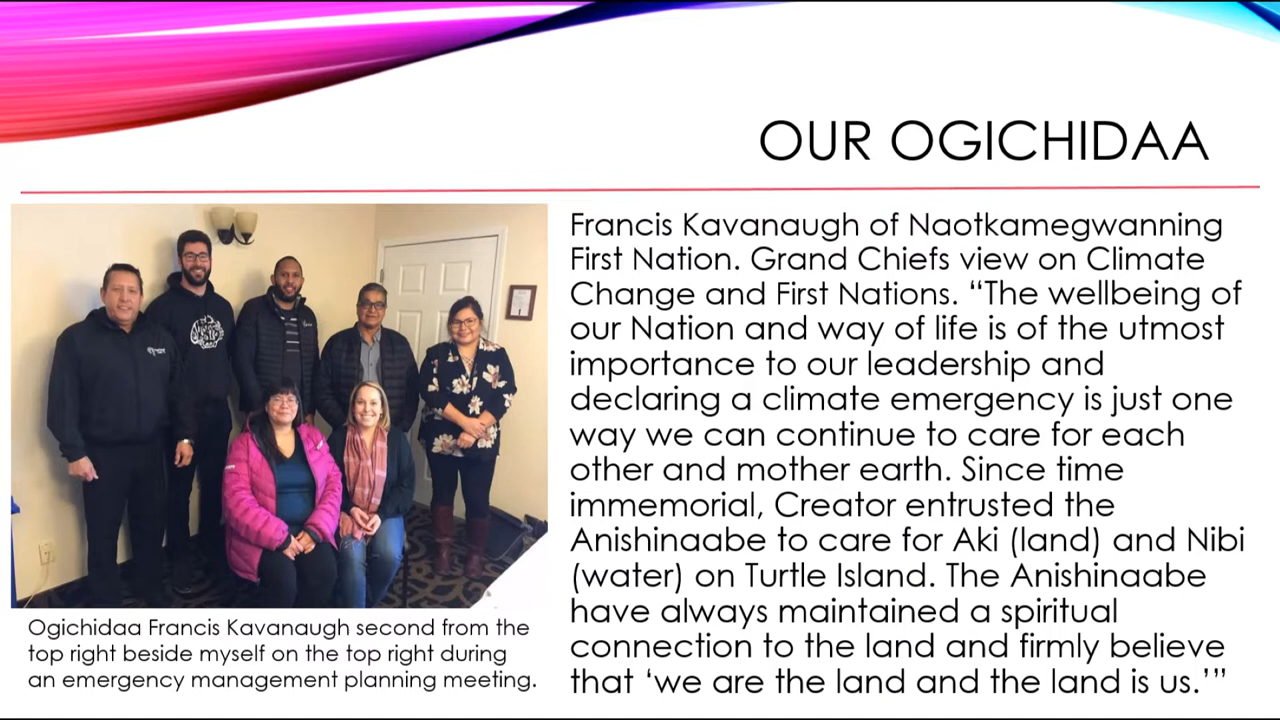 OUR OGICHIDAA
Francis Kavanaugh of Naotkamegwanning
First Nation. Grand Chiefs view on Climate
Change and First Nations. “The wellbeing of
our Nation and way of life is of the utmost
importance to our leadership and
declaring a climate emergency is just one
way we can continue to care for each
other and mother earth. Since time
immemorial, Creator entrusted the
Anishinaabe to care for Aki (land) and Nibi
(water) on Turtle Island. The Anishinaabe
have always maintained a spiritual
connection to the land and firmly believe
that ‘we are the land and the land is us.’”
Ogichidaa Francis Kavanaugh second from the
top right beside myself on the top right during
an emergency management planning meeting.